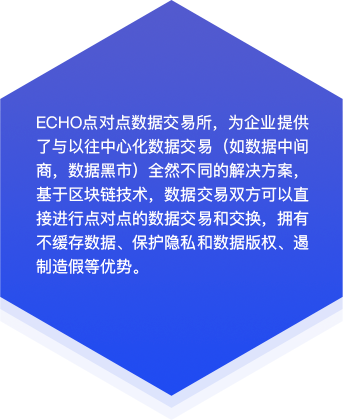 ECHO点对点数据交易所，为企业提供
了与以往中心化数据交易（如数据中间
商，数据黑市）全然不同的解决方案，
基于区块链技术，数据交易双方可以直
接进行点对点的数据交易和交换，拥有
不缓存数据、保护隐私和数据版权、遏
制造假等优势。